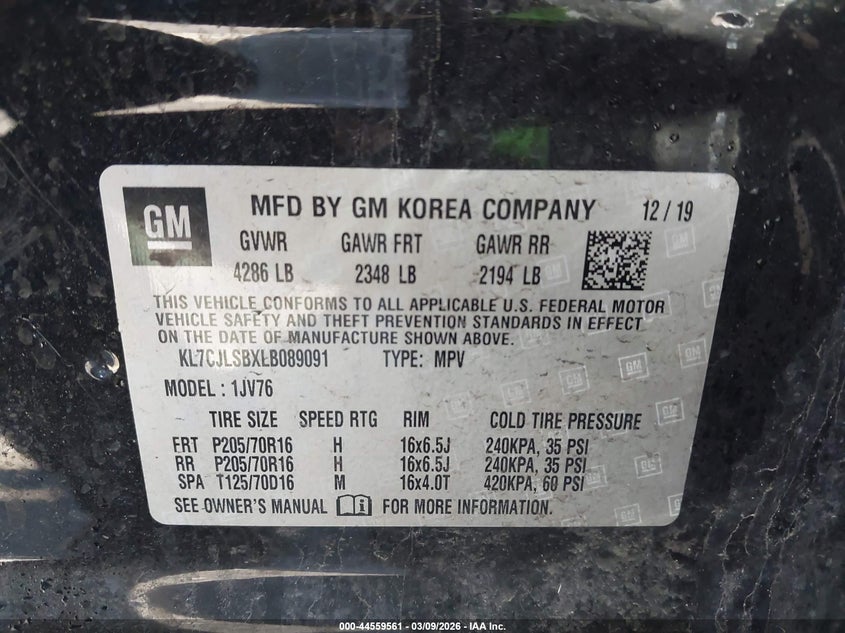 GM MFD BY GM KOREA COMPANY 12/19
GVWR GAWR FRT GAWR RR
4286 LB 2348 LB 2194 LB
THIS VEHICLE CONFORMS TO ALL APPLICABLE U.S. FEDERAL MOTOR
VEHICLE SAFETY AND THEFT PREVENTION STANDARDS IN EFFECT
ON THE DATE OF MANUFACTURE SHOWN ABOVE.
KL7CJLSBXLB089091 TYPE: MPV
MODEL : 1JV76
TIRE SIZE SPEED RTG RIM COLD TIRE PRESSURE
FRT P205/70R16 H 16x6.5J 240KPA, 35 PSI
RR P205/70R16 H 16x6.5J 240KPA, 35 PSI
SPA T125/70D16 M 16x4.0T 420KPA, 60 PSI
SEE OWNER'S MANUAL FOR MORE INFORMATION.
000-44559561 - 03/09/2026 - IAA Inc.